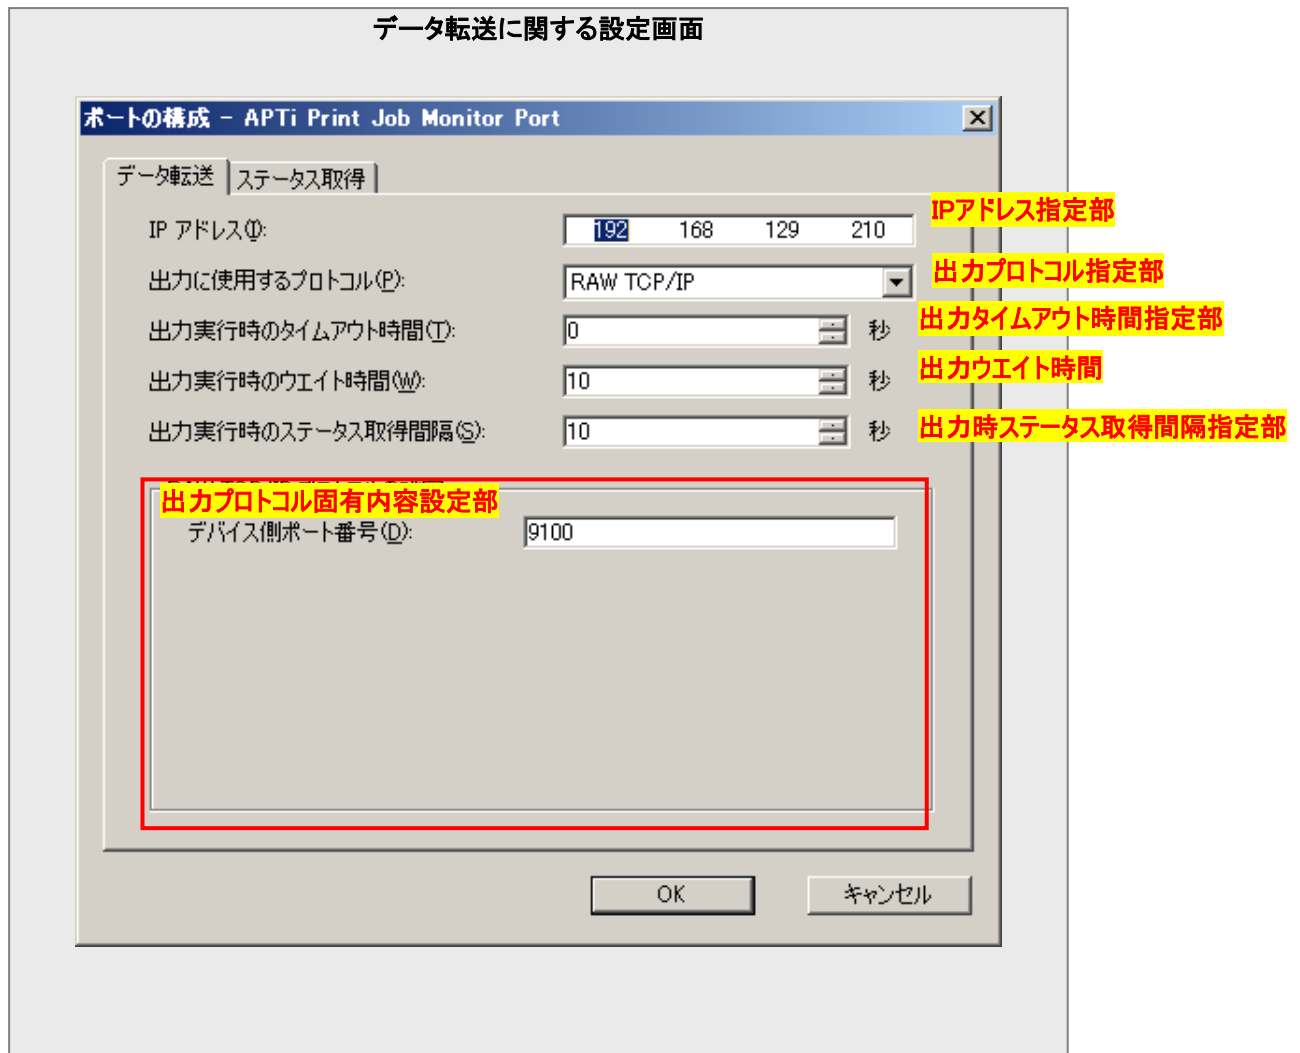 データ転送に関する設定画面
ポートの構成 - APTi Print Job Monitor Port
データ転送 ステータス取得
IPアドレス指定部
IP アドレス(I): 192 168 129 210
出力プロトコル指定部
出力に使用するプロトコル(P): RAW TCP/IP
出力タイムアウト時間指定部
出力実行時のタイムアウト時間(T): 0 秒
出力ウエイト時間
出力実行時のウエイト時間(W): 10 秒
出力時ステータス取得間隔指定部
出力実行時のステータス取得間隔(S): 10 秒
出力プロトコル固有内容設定部
デバイス側ポート番号(D): 9100
OK キャンセル